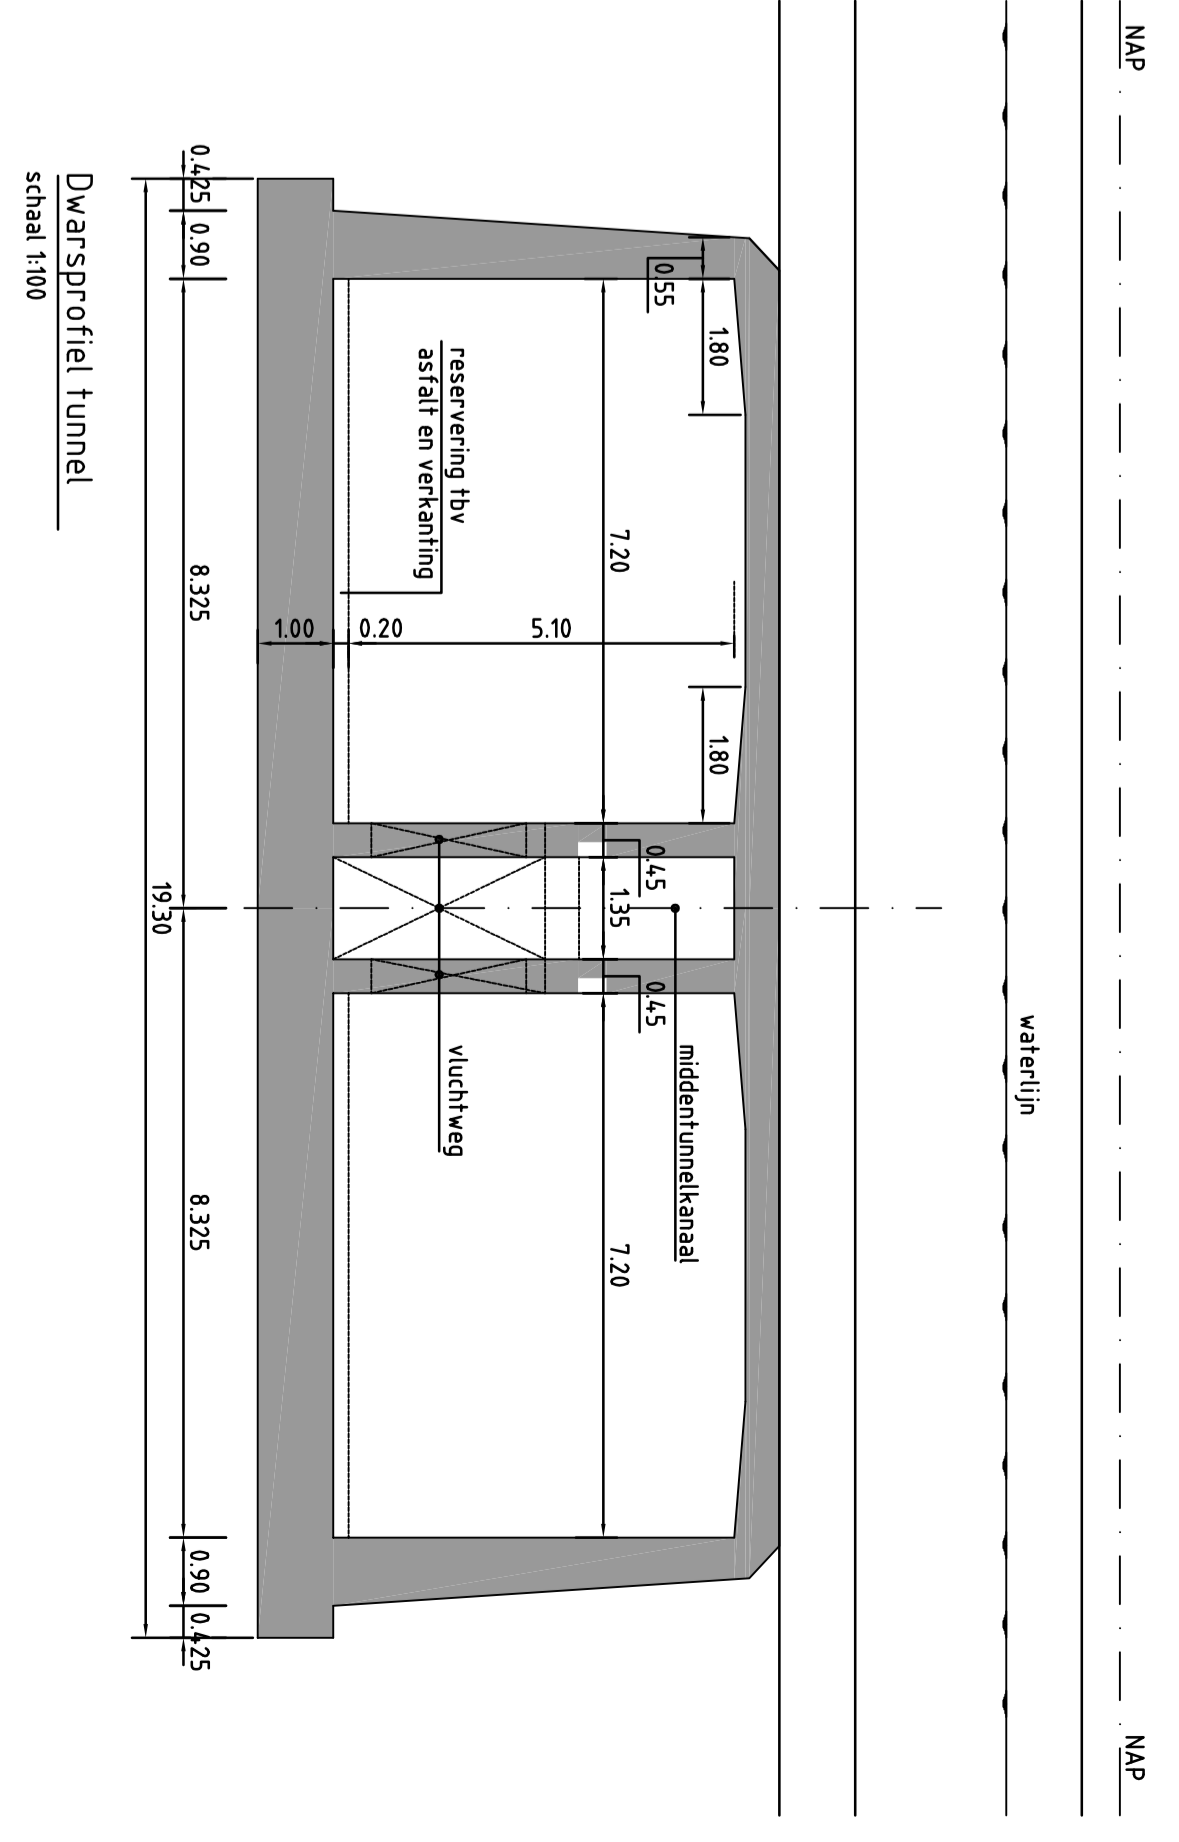 NAP
NAP
waterlijn
0.55
1.80
1.80
7.20
0.45
1.35
0.45
7.20
middentunnelkanaal
reservering tbv
asfalt en verkanting
vluchtweg
5.10
0.20
1.00
0.425
0.90
8.325
8.325
0.90
0.425
19.30
Dwarsprofiel tunnel
schaal 1:100